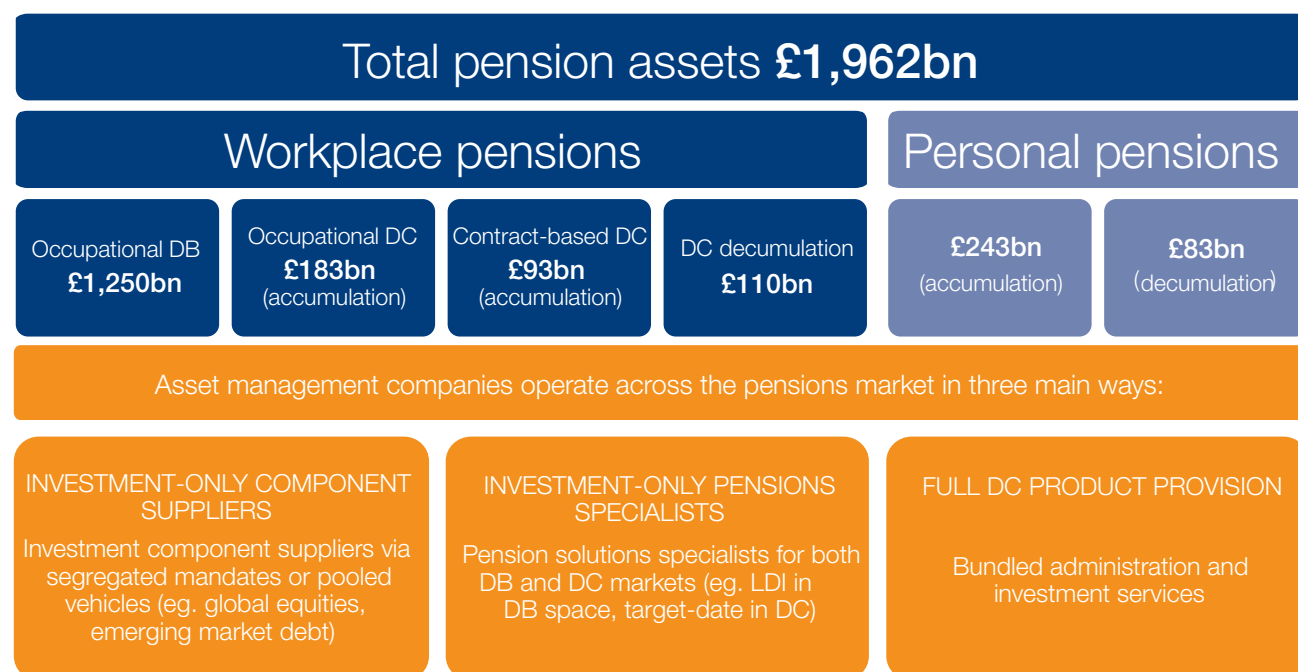 Total pension assets £1,962bn
Workplace pensions
Personal pensions
Occupational DB
£1,250bn
Occupational DC
£183bn
(accumulation)
Contract-based DC
£93bn
(accumulation)
DC decumulation
£110bn
£243bn
(accumulation)
£83bn
(decumulation)
Asset management companies operate across the pensions market in three main ways:
INVESTMENT-ONLY COMPONENT
SUPPLIERS
Investment component suppliers via
segregated mandates or pooled
vehicles (eg. global equities,
emerging market debt)
INVESTMENT-ONLY PENSIONS
SPECIALISTS
Pension solutions specialists for both
DB and DC markets (eg. LDI in
DB space, target-date in DC)
FULL DC PRODUCT PROVISION
Bundled administration and
investment services